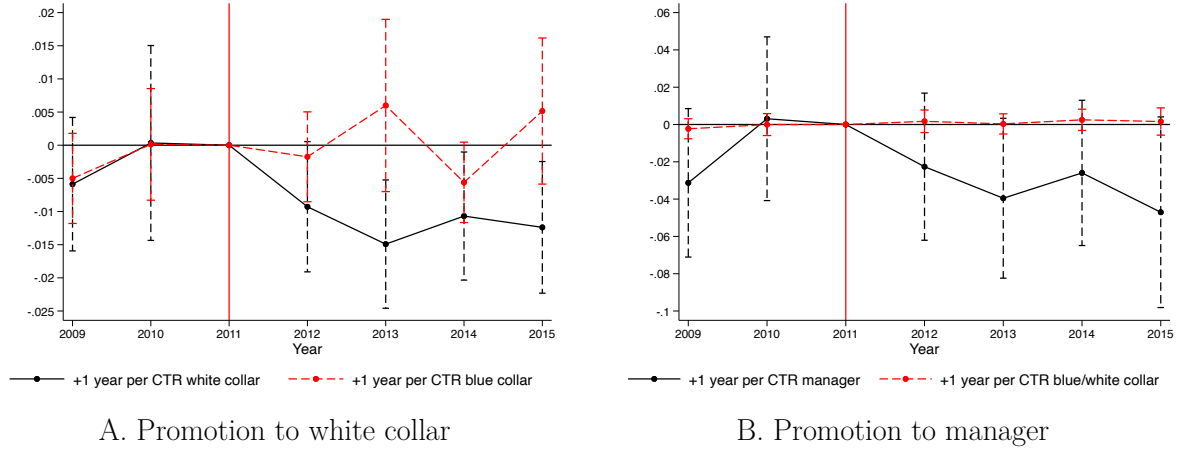 .02
.015
.01
.005
0
-.005
-.01
-.015
-.02
-.025
2009 2010 2011 2012 2013 2014 2015
Year
+1 year per CTR white collar +1 year per CTR blue collar
A. Promotion to white collar
.06
.04
.02
0
-.02
-.04
-.06
-.08
-.1
2009 2010 2011 2012 2013 2014 2015
Year
+1 year per CTR manager +1 year per CTR blue/white collar
B. Promotion to manager